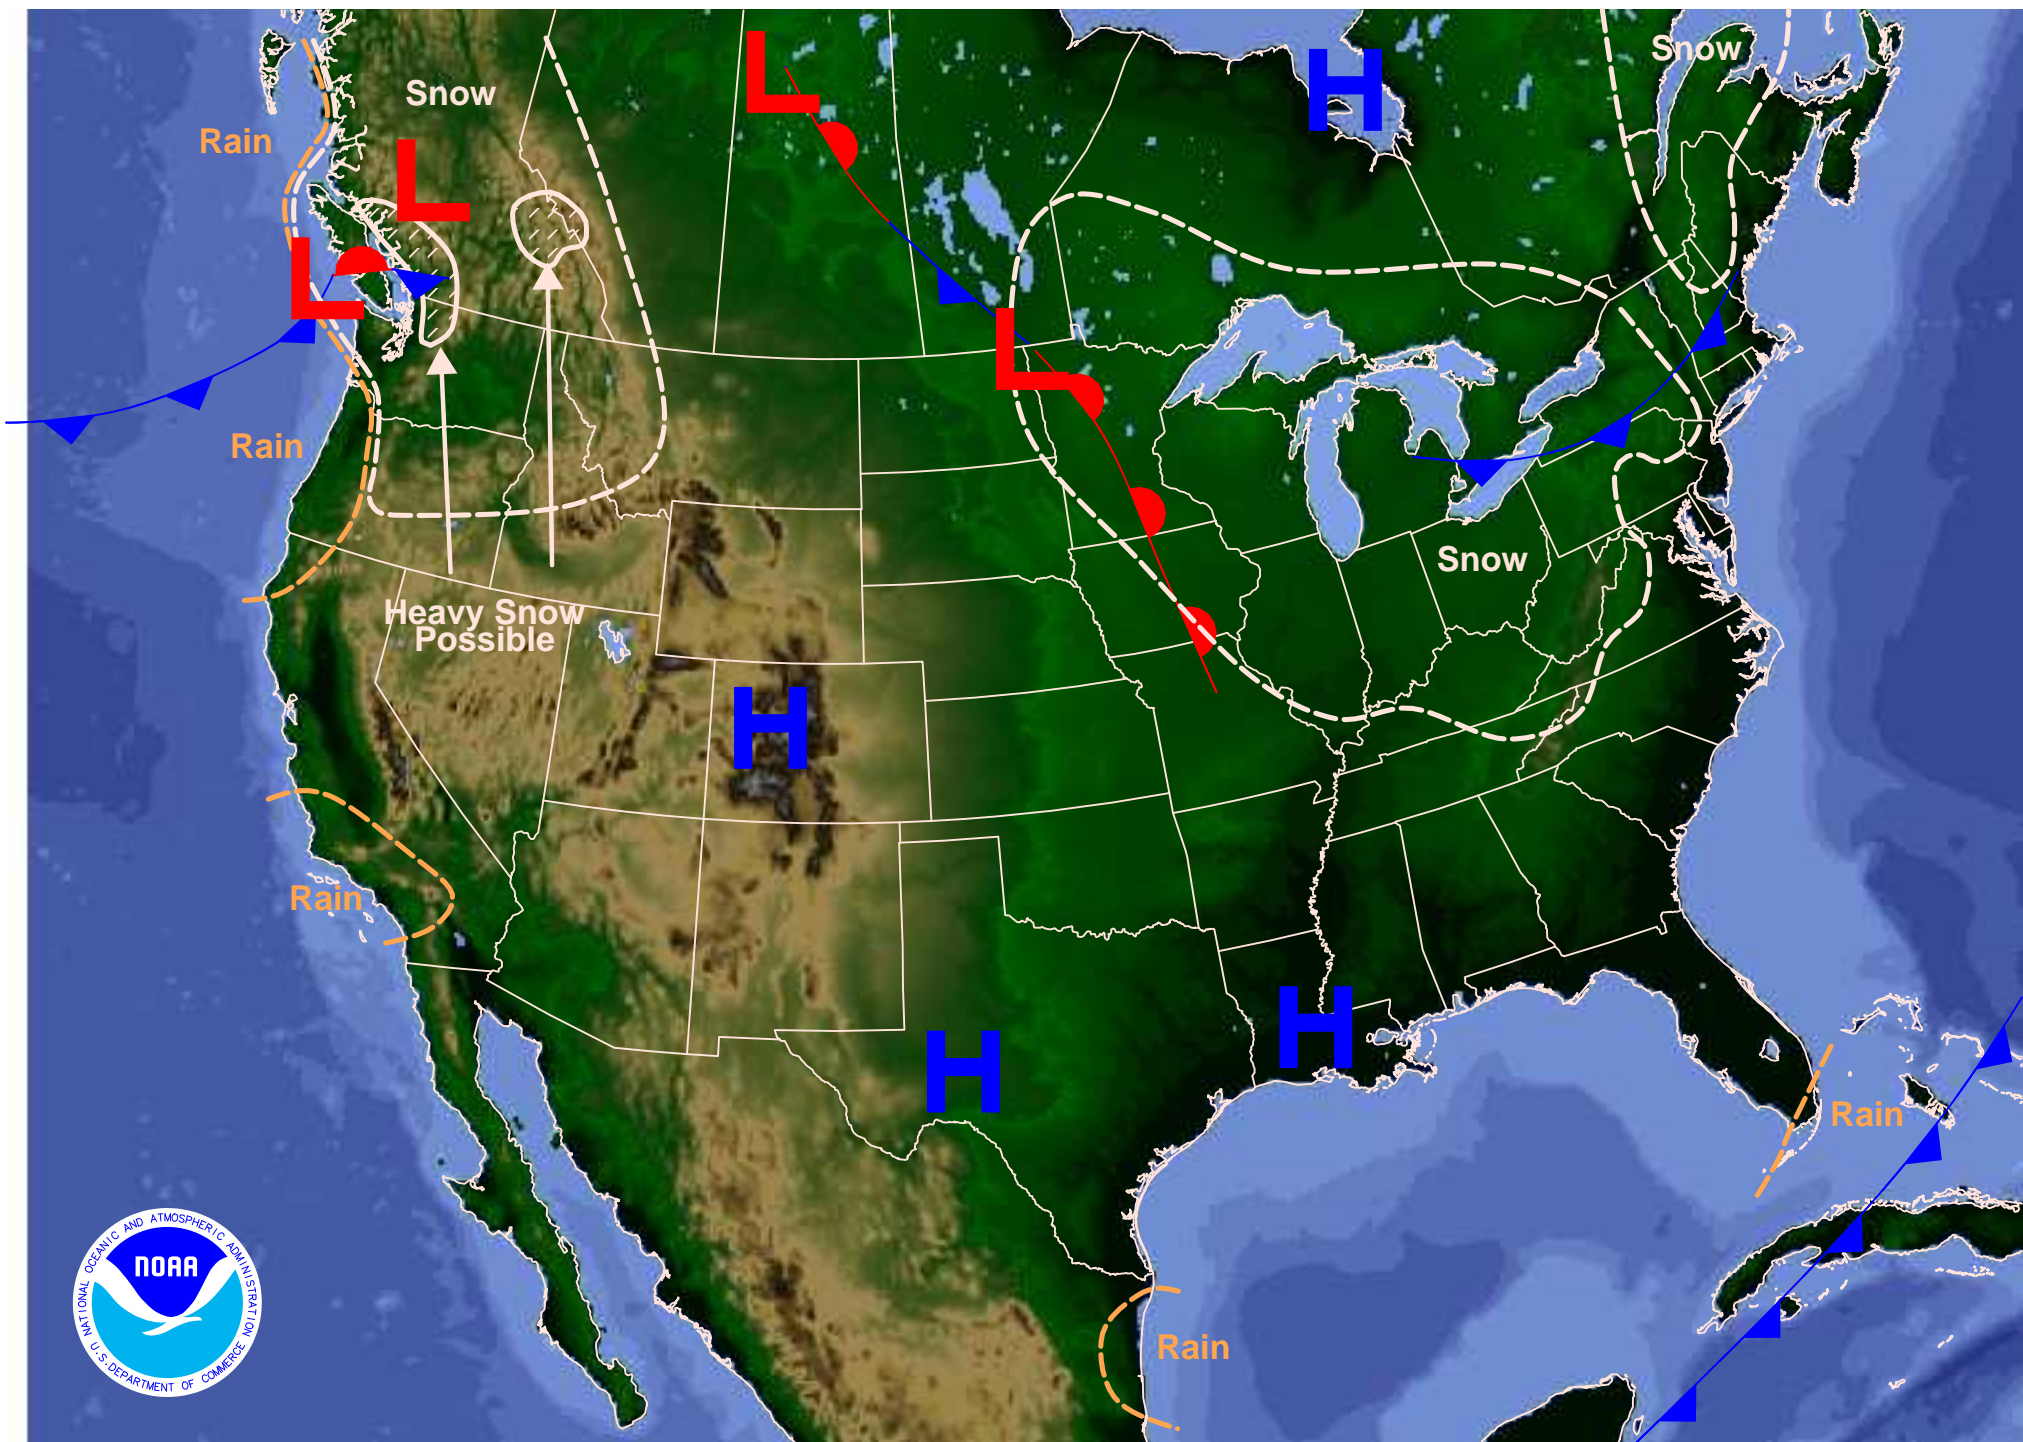 Snow
Snow
L
H
Rain
L
L
L
Rain
Snow
Heavy Snow
Possible
H
Rain
H
H
Rain
Rain
NATIONAL OCEANIC AND ATMOSPHERIC ADMINISTRATION
NOAA
U.S. DEPARTMENT OF COMMERCE